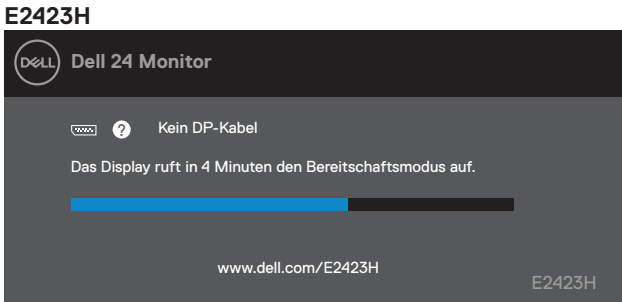 E2423H
DELL
Dell 24 Monitor
? Kein DP-Kabel
Das Display ruft in 4 Minuten den Bereitschaftsmodus auf.
www.dell.com/E2423H
E2423H